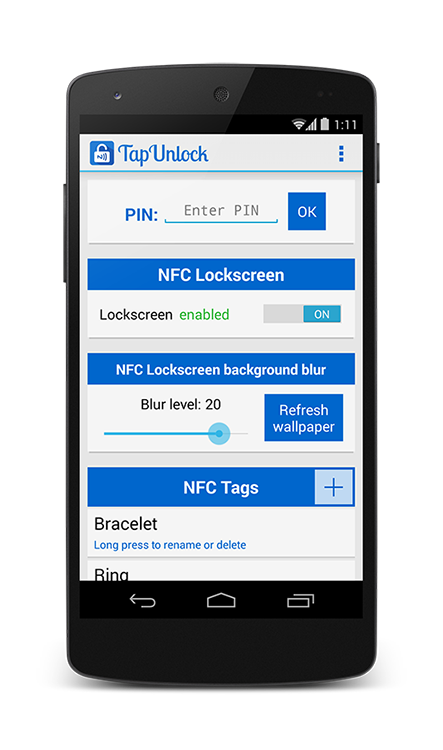 1:11
TapUnlock
PIN: Enter PIN OK
NFC Lockscreen
Lockscreen enabled ON
NFC Lockscreen background blur
Blur level: 20
Refresh
wallpaper
NFC Tags +
Bracelet
Long press to rename or delete
Ring